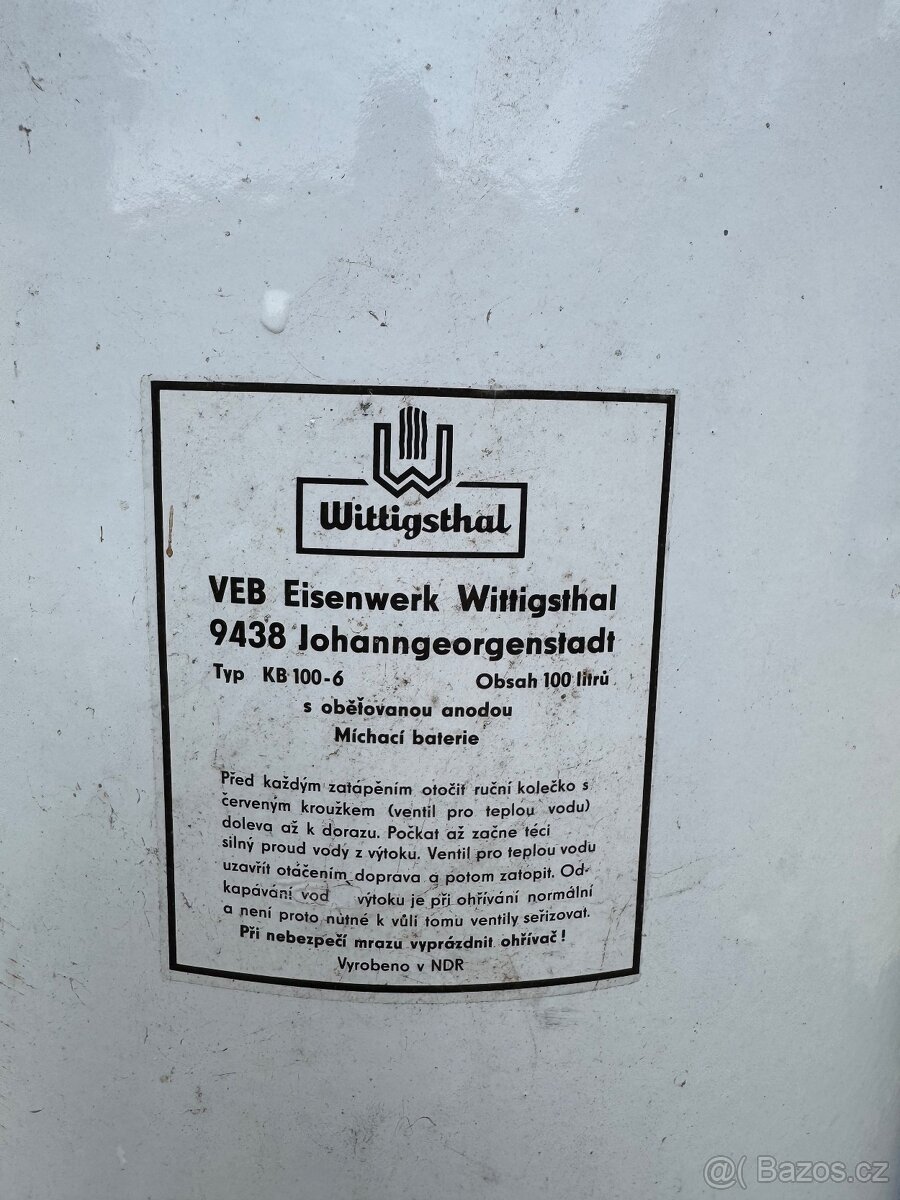 Wittigsthal
VEB Eisenwerk Wittigsthal
9438 Johanngeorgenstadt
Typ KB 100-6 Obsah 100 litrů
s obětovanou anodou
Míchací baterie
Před každým zatápěním otočit ruční kolečko s
červeným kroužkem (ventil pro teplou vodu)
doleva až k dorazu. Počkat až začne téci
silný proud vody z výtoku. Ventil pro teplou vodu
uzavřít otáčením doprava a potom zatopit. Od-
kapávání vod výtoku je při ohřívání normální
a není proto nutné k vůli tomu ventily seřizovat.
Při nebezpečí mrazu vyprázdnit ohřívač!
Vyrobeno v NDR
@( Bazos.cz